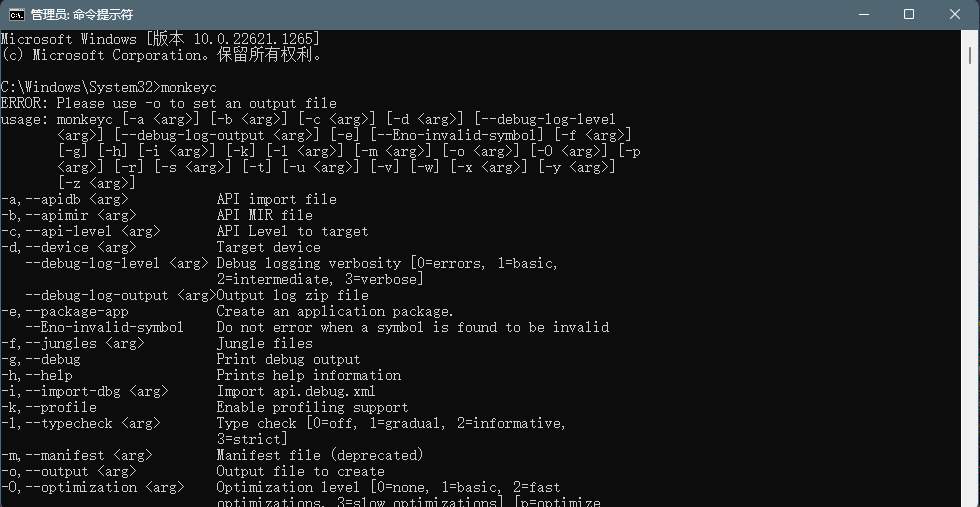 管理员: 命令提示符
Microsoft Windows [版本 10.0.22621.1265]
(c) Microsoft Corporation。保留所有权利。
C:\Windows\System32>monkeyc
ERROR: Please use -o to set an output file
usage: monkeyc [-a <arg>] [-b <arg>] [-c <arg>] [-d <arg>] [--debug-log-level
<arg>] [--debug-log-output <arg>] [-e] [--Eno-invalid-symbol] [-f <arg>]
[-g] [-h] [-i <arg>] [-k] [-l <arg>] [-m <arg>] [-o <arg>] [-O <arg>] [-p
<arg>] [-r] [-s <arg>] [-t] [-u <arg>] [-v] [-w] [-x <arg>] [-y <arg>]
[-z <arg>]
-a,--apidb <arg> API import file
-b,--apimir <arg> API MIR file
-c,--api-level <arg> API Level to target
-d,--device <arg> Target device
--debug-log-level <arg> Debug logging verbosity [0=errors, 1=basic,
2=intermediate, 3=verbose]
--debug-log-output <arg>Output log zip file
-e,--package-app Create an application package.
--Eno-invalid-symbol Do not error when a symbol is found to be invalid
-f,--jungles <arg> Jungle files
-g,--debug Print debug output
-h,--help Prints help information
-i,--import-dbg <arg> Import api.debug.xml
-k,--profile Enable profiling support
-l,--typecheck <arg> Type check [0=off, 1=gradual, 2=informative,
3=strict]
-m,--manifest <arg> Manifest file (deprecated)
-o,--output <arg> Output file to create
-O,--optimization <arg> Optimization level [0=none, 1=basic, 2=fast
optimizations, 3=slow optimizations] [p=optimize